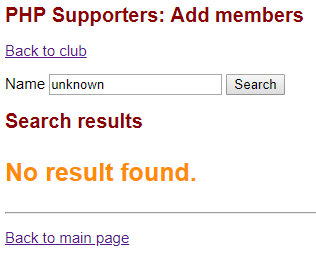 PHP Supporters: Add members
Back to club
Name unknown Search
Search results
No result found.
Back to main page